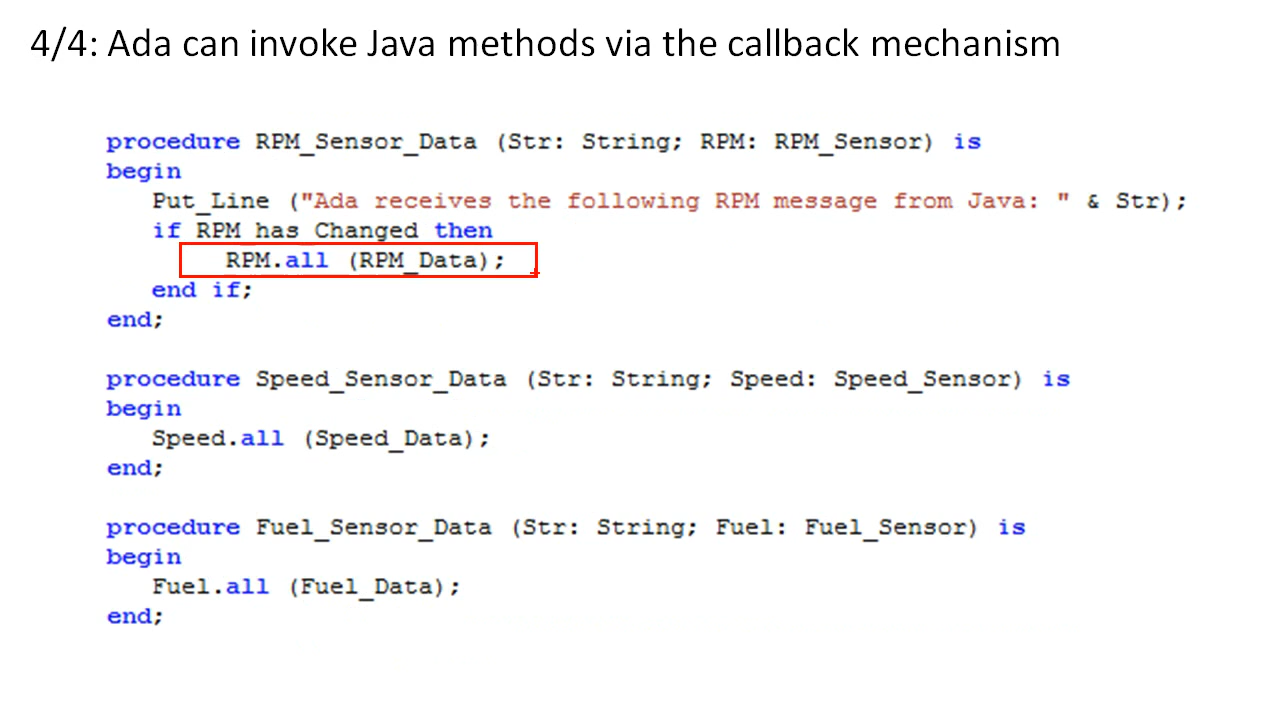 4/4: Ada can invoke Java methods via the callback mechanism
procedure RPM_Sensor_Data (Str: String; RPM: RPM_Sensor) is
begin
Put_Line ("Ada receives the following RPM message from Java: " & Str);
if RPM has Changed then
RPM.all (RPM_Data);
end if;
end;
procedure Speed_Sensor_Data (Str: String; Speed: Speed_Sensor) is
begin
Speed.all (Speed_Data);
end;
procedure Fuel_Sensor_Data (Str: String; Fuel: Fuel_Sensor) is
begin
Fuel.all (Fuel_Data);
end;